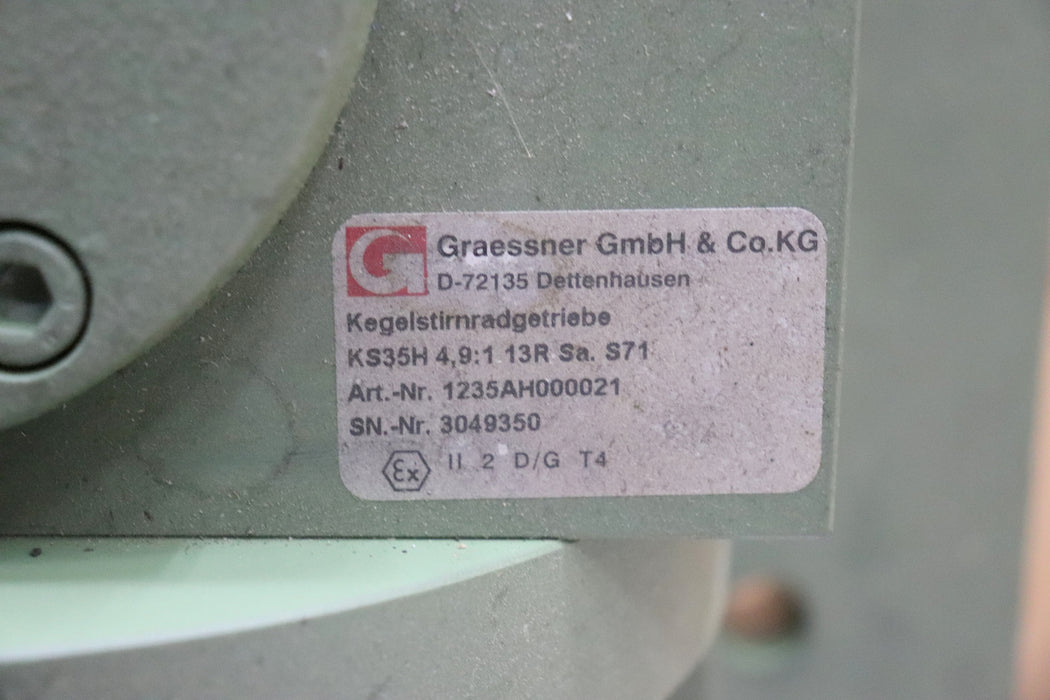 G Graessner GmbH & Co.KG
D-72135 Dettenhausen
Kegelstirnradgetriebe
KS35H 4,9:1 13R Sa. S71
Art.-Nr. 1235AH000021
SN.-Nr. 3049350
Ex II 2 D/G T4